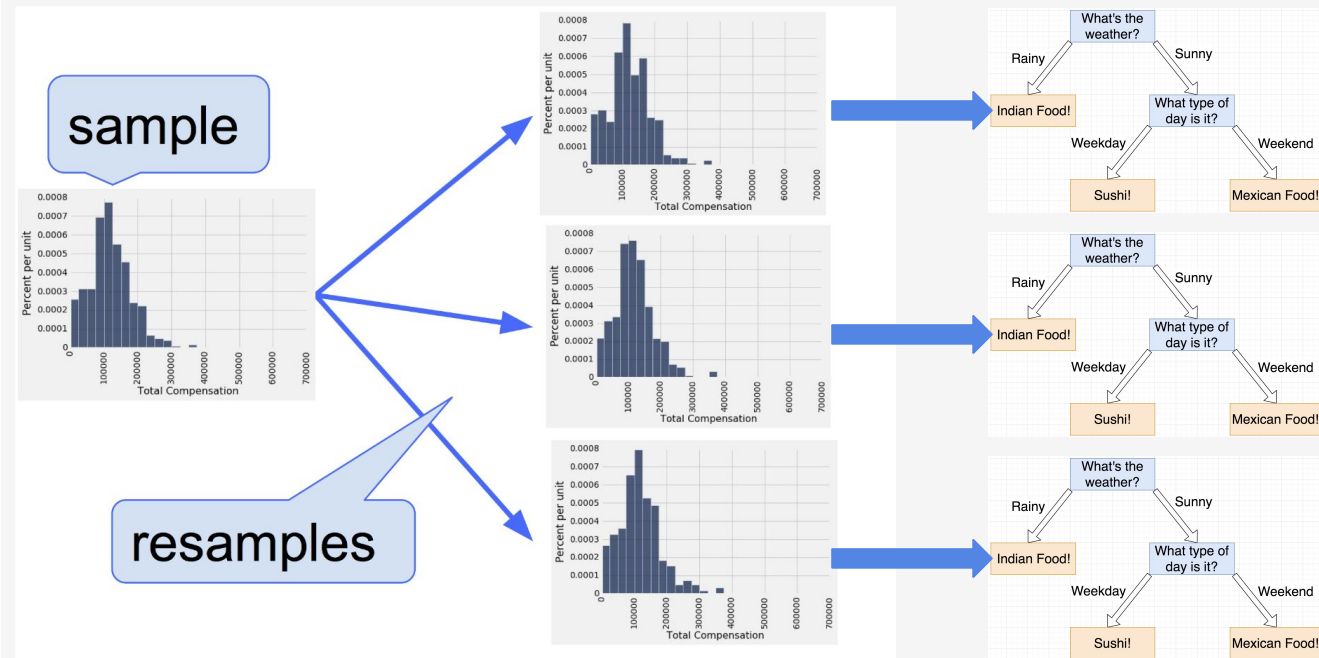 sample
0.0008
0.0007
0.0006
0.0005
0.0004
0.0003
0.0002
0.0001
0
Percent per unit
0
100000
200000
300000
400000
500000
600000
700000
Total Compensation
resamples
0.0008
0.0007
0.0006
0.0005
0.0004
0.0003
0.0002
0.0001
0
Percent per unit
0
100000
200000
300000
400000
500000
600000
700000
Total Compensation
0.0008
0.0007
0.0006
0.0005
0.0004
0.0003
0.0002
0.0001
0
Percent per unit
0
100000
200000
300000
400000
500000
600000
700000
Total Compensation
0.0008
0.0007
0.0006
0.0005
0.0004
0.0003
0.0002
0.0001
0
Percent per unit
0
100000
200000
300000
400000
500000
600000
700000
Total Compensation
What's the
weather?
Rainy
Sunny
Indian Food!
What type of
day is it?
Weekday
Weekend
Sushi!
Mexican Food!
What's the
weather?
Rainy
Sunny
Indian Food!
What type of
day is it?
Weekday
Weekend
Sushi!
Mexican Food!
What's the
weather?
Rainy
Sunny
Indian Food!
What type of
day is it?
Weekday
Weekend
Sushi!
Mexican Food!